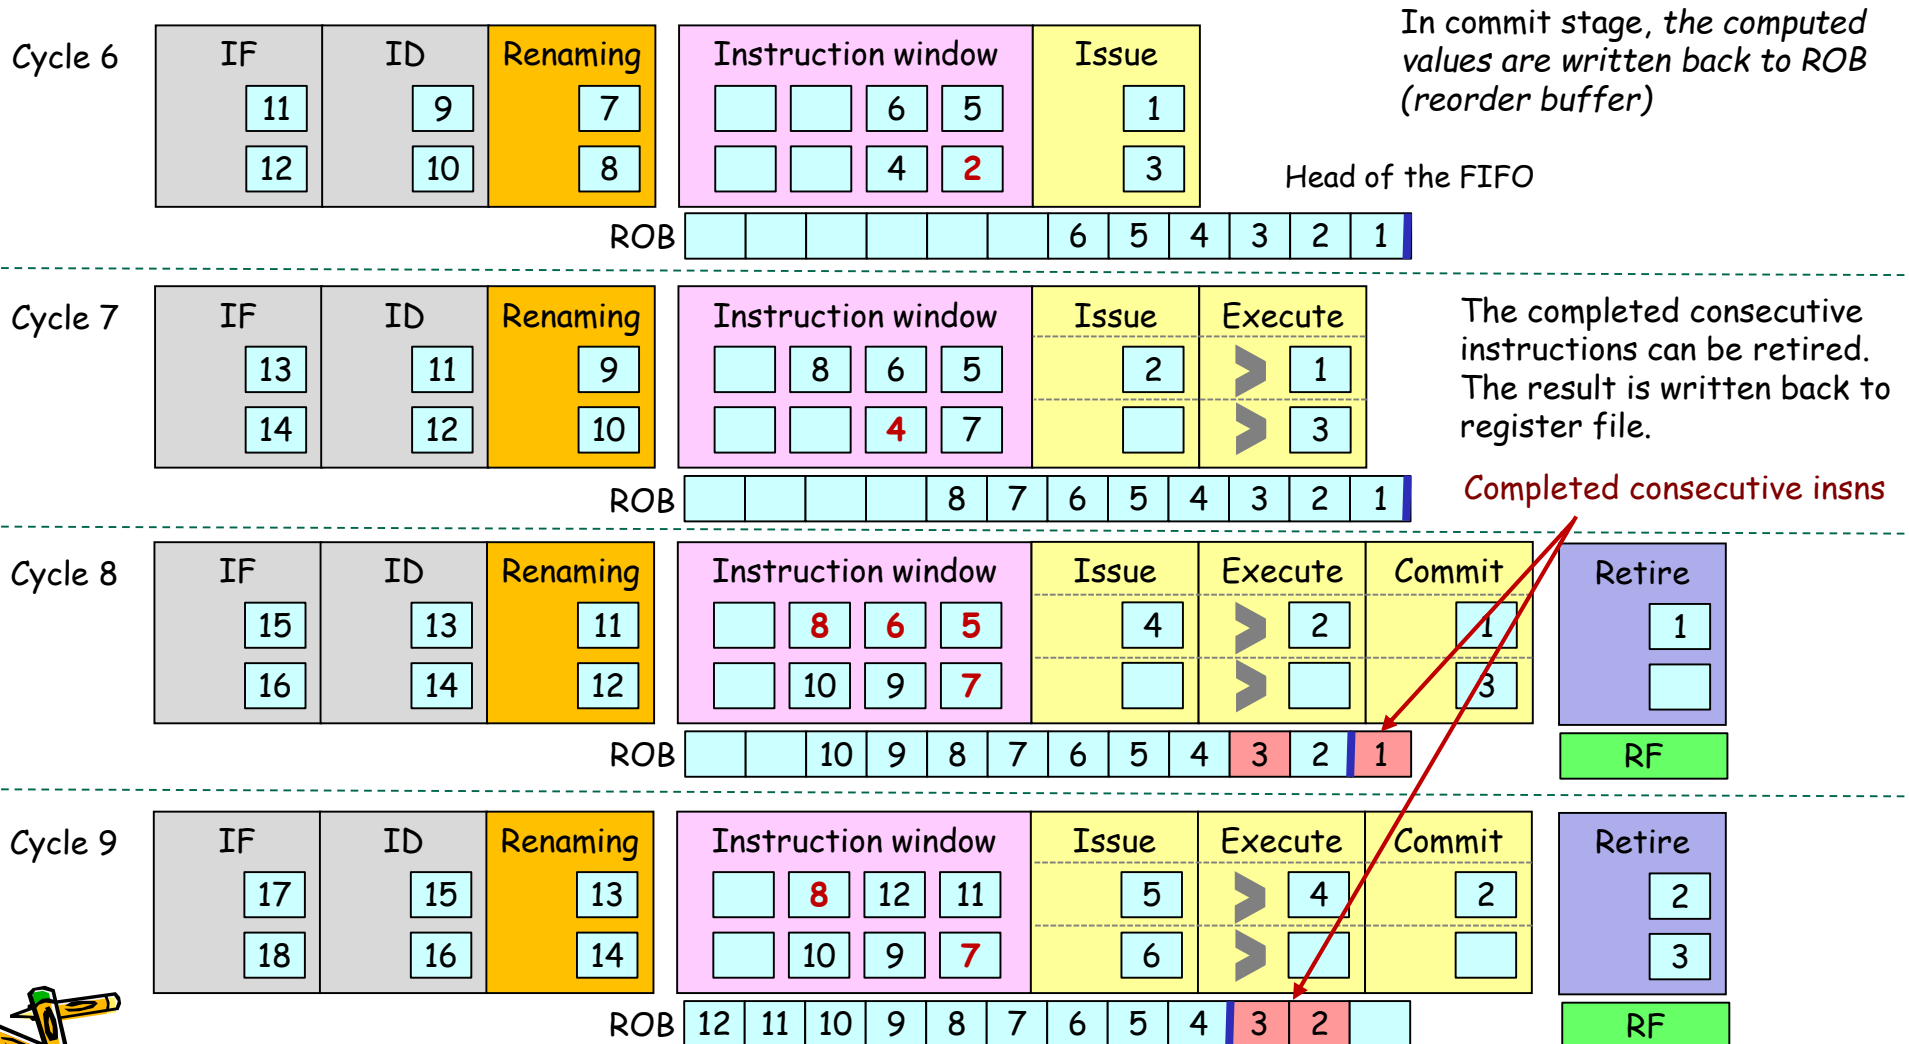 In commit stage, the computed
values are written back to ROB
(reorder buffer)
Cycle 6
IF ID Renaming Instruction window Issue
11 9 7 6 5 1
12 10 8 4 2 3
Head of the FIFO
ROB 6 5 4 3 2 1
Cycle 7
IF ID Renaming Instruction window Issue Execute
13 11 9 8 6 5 2 1
14 12 10 4 7 3
The completed consecutive
instructions can be retired.
The result is written back to
register file.
ROB 8 7 6 5 4 3 2 1
Completed consecutive insns
Cycle 8
IF ID Renaming Instruction window Issue Execute Commit Retire
15 13 11 8 6 5 4 2 1 1
16 14 12 10 9 7 3
ROB 10 9 8 7 6 5 4 3 2 1 RF
Cycle 9
IF ID Renaming Instruction window Issue Execute Commit Retire
17 15 13 8 12 11 5 4 2 2
18 16 14 10 9 7 6 3
ROB 12 11 10 9 8 7 6 5 4 3 2 RF